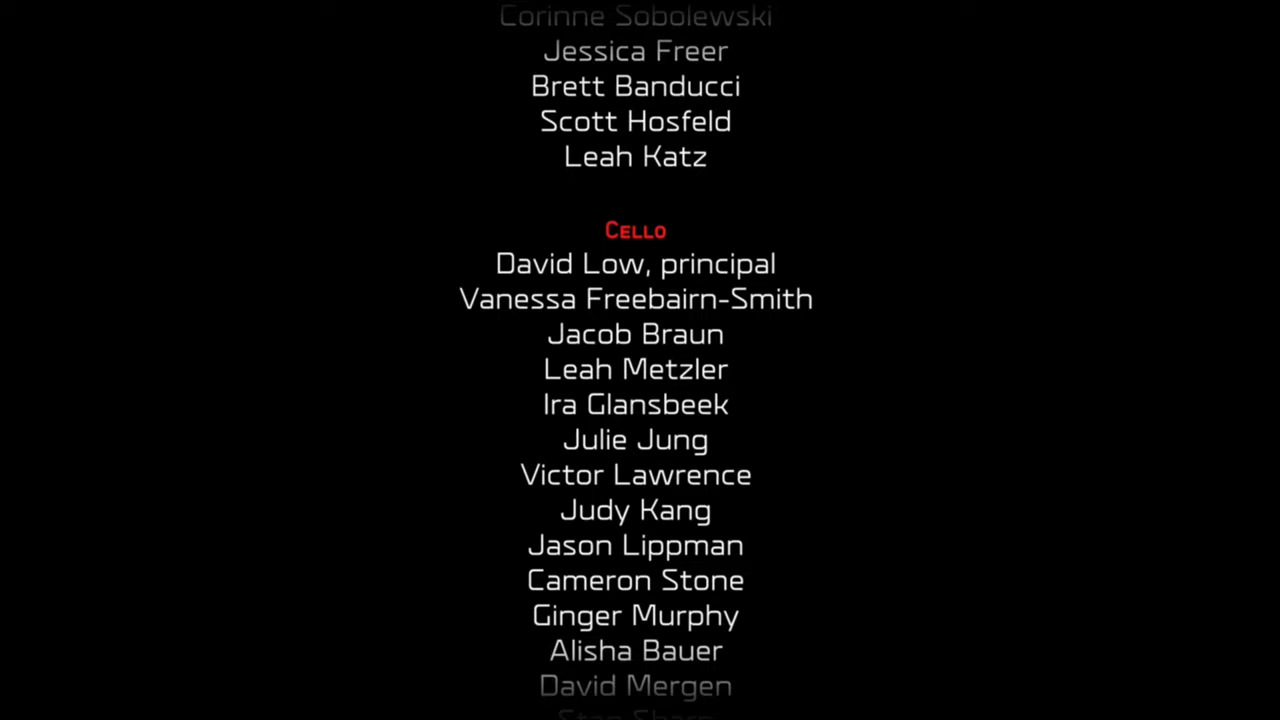 Corinne Sobolewski
Jessica Freer
Brett Banducci
Scott Hosfeld
Leah Katz
Cello
David Low, principal
Vanessa Freebairn-Smith
Jacob Braun
Leah Metzler
Ira Glansbeek
Julie Jung
Victor Lawrence
Judy Kang
Jason Lippman
Cameron Stone
Ginger Murphy
Alisha Bauer
David Mergen